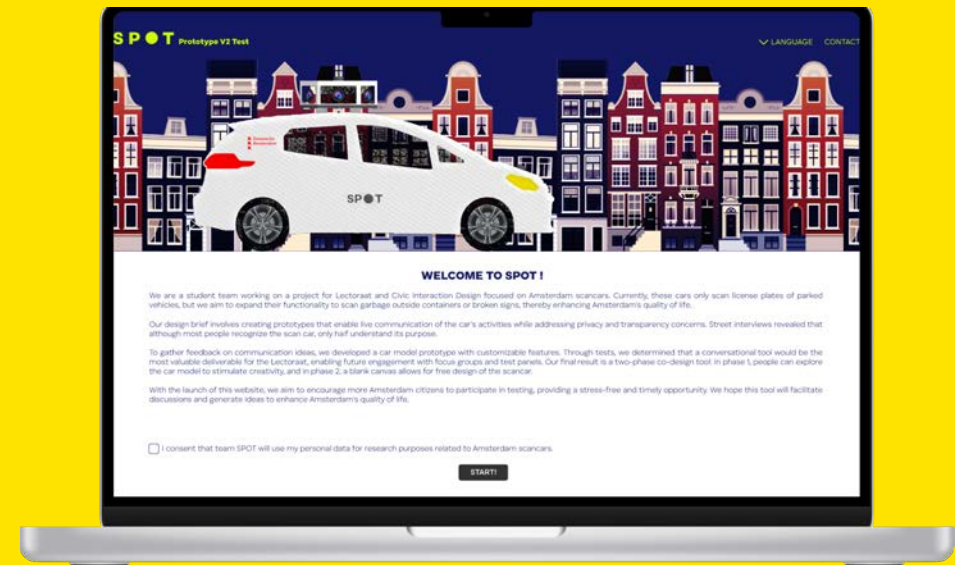 SPOT Prototype V2 Test
LANGUAGE CONTACT
Gemeente
Amsterdam
SPOT
WELCOME TO SPOT !
We are a student team working on a project for Lectoraat and Civic Interaction Design focused on Amsterdam scancars. Currently, these cars only scan license plates of parked
vehicles, but we aim to expand their functionality to scan garbage outside containers or broken signs, thereby enhancing Amsterdam's quality of life.
Our design brief involves creating prototypes that enable live communication of the car's activities while addressing privacy and transparency concerns. Street interviews revealed that
although most people recognize the scan car, only half understand its purpose.
To gather feedback on communication ideas, we developed a car model prototype with customizable features. Through tests, we determined that a conversational tool would be the
most valuable deliverable for the Lectoraat, enabling future engagement with focus groups and test panels. Our final result is a two-phase co-design tool: in phase 1, people can explore
the car model to stimulate creativity, and in phase 2, a blank canvas allows for free design of the scancar.
With the launch of this website, we aim to encourage more Amsterdam citizens to participate in testing, providing a stress-free and timely opportunity. We hope this tool will facilitate
discussions and generate ideas to enhance Amsterdam's quality of life.
I consent that team SPOT will use my personal data for research purposes related to Amsterdam scancars.
START!